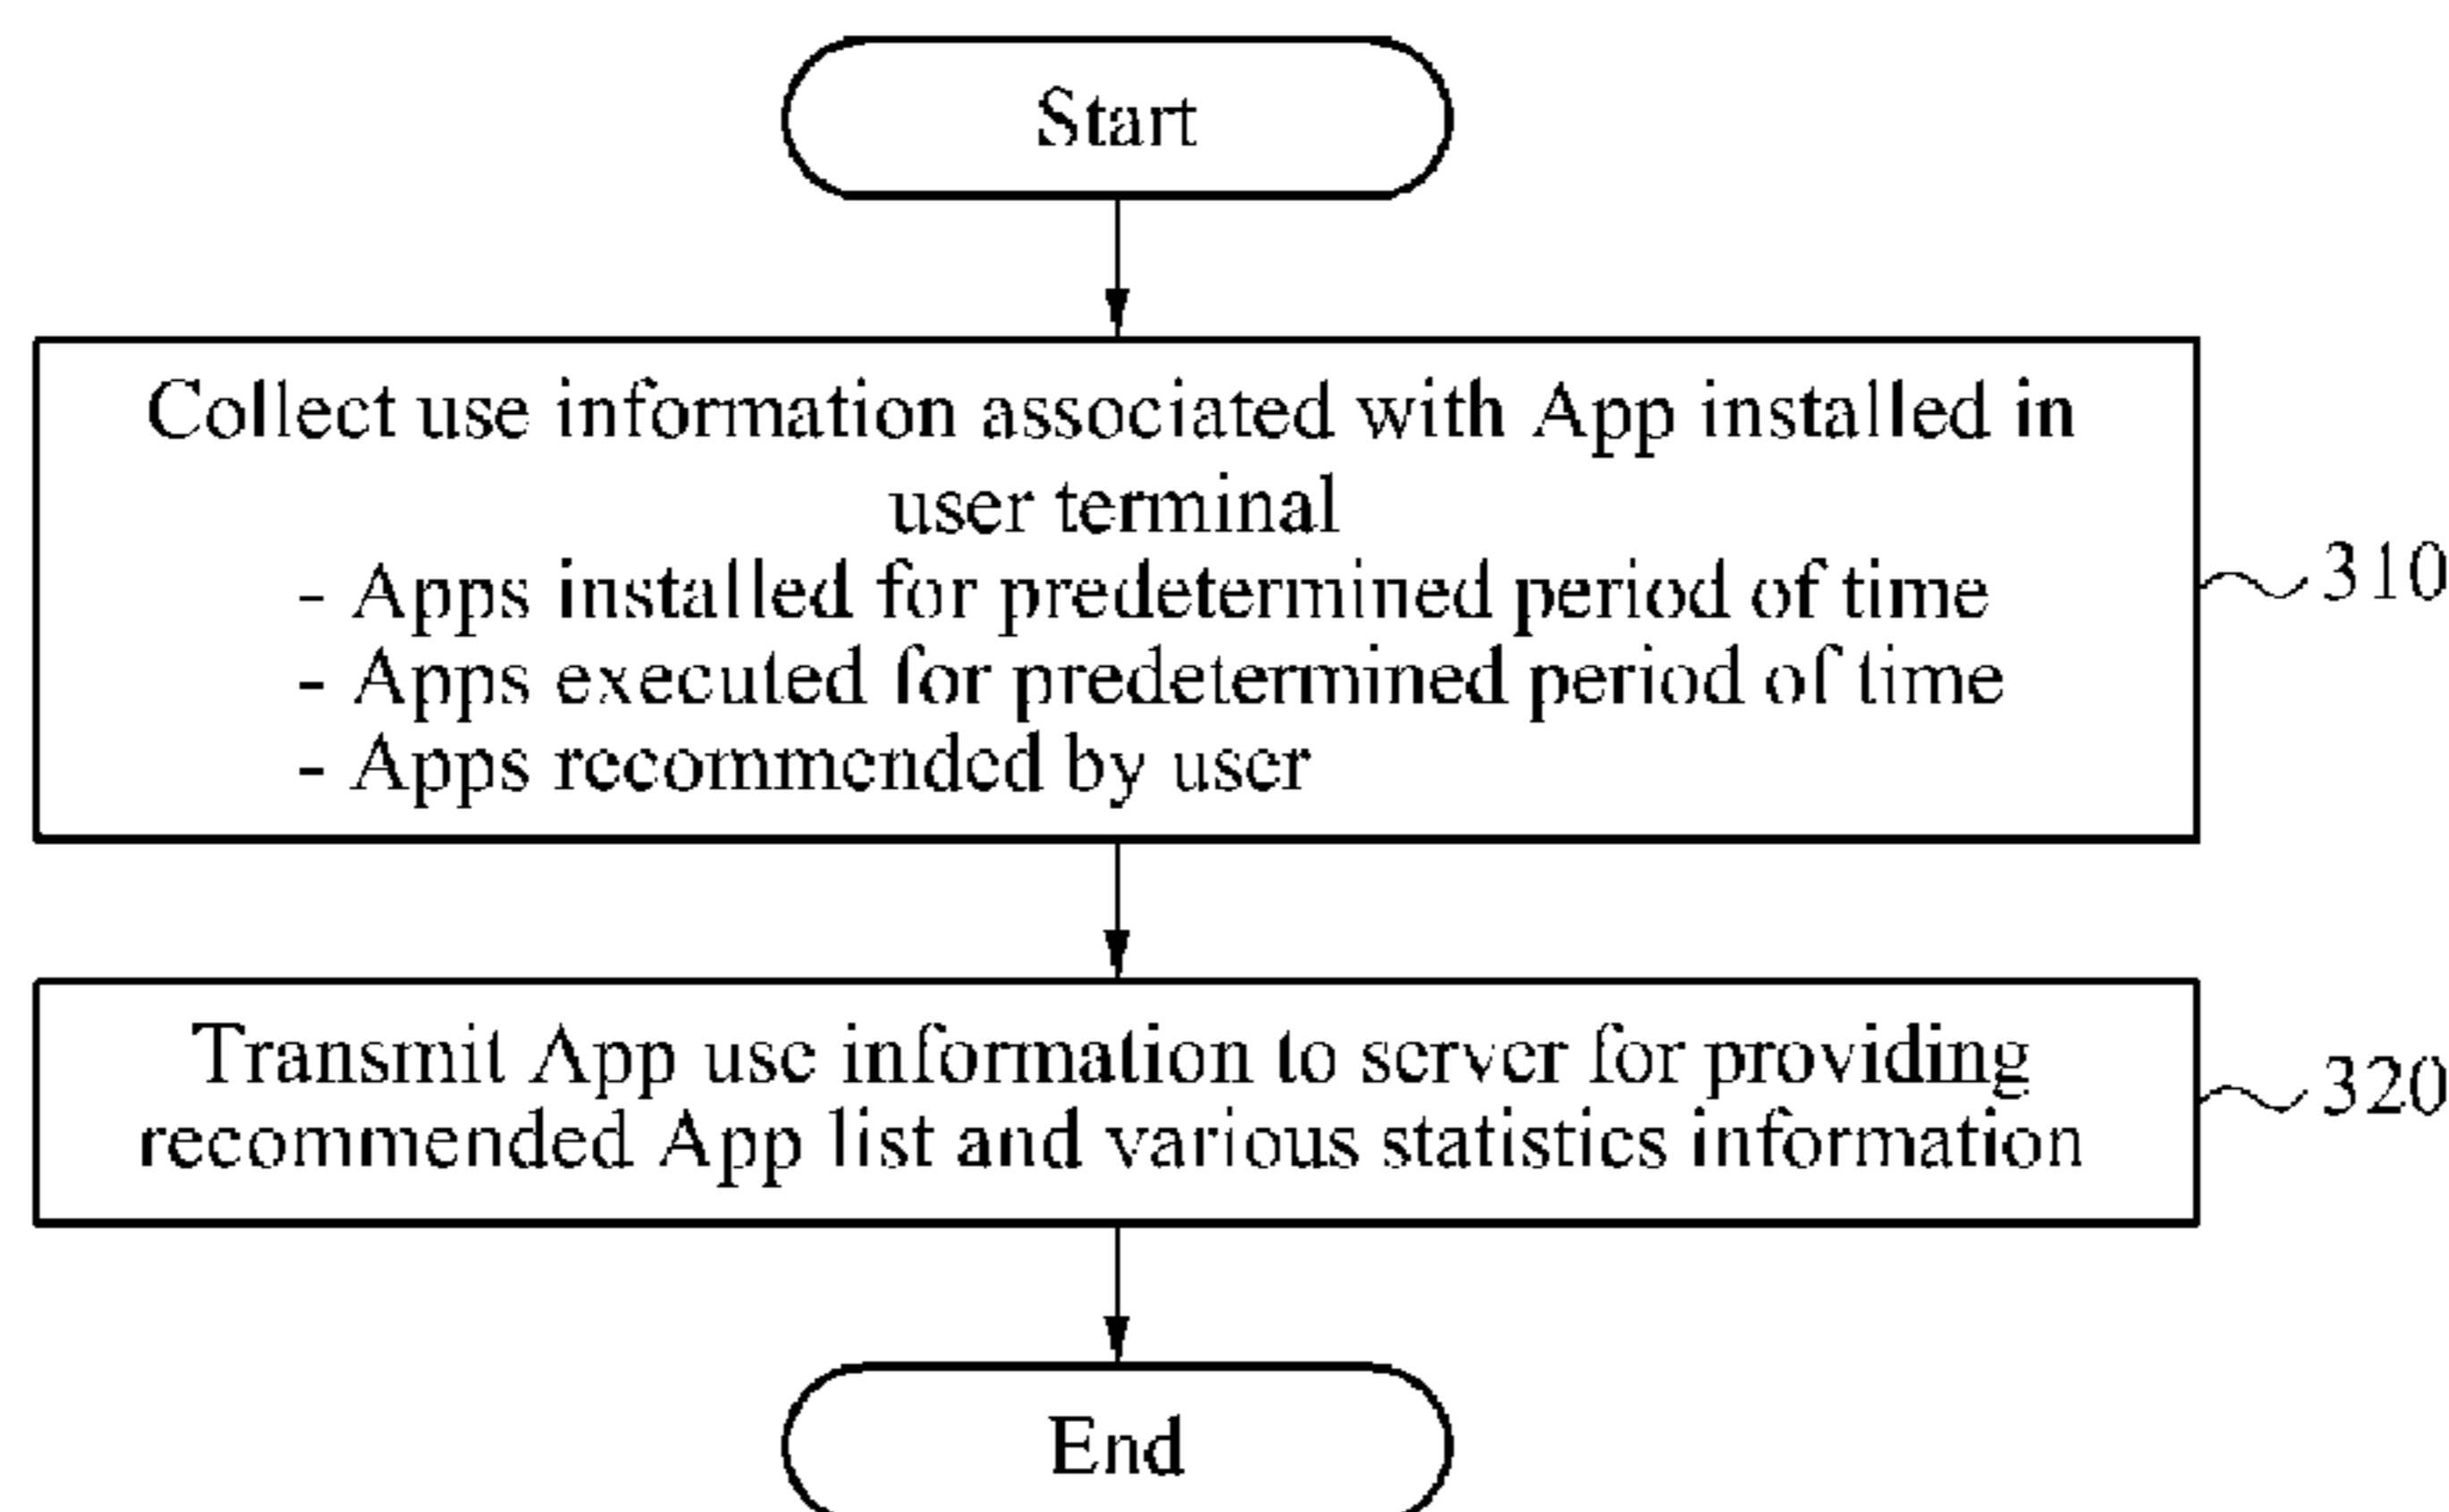 Start
Collect use information associated with App installed in
user terminal
- Apps installed for predetermined period of time
- Apps executed for predetermined period of time
- Apps recommended by user
310
Transmit App use information to server for providing
recommended App list and various statistics information
320
End